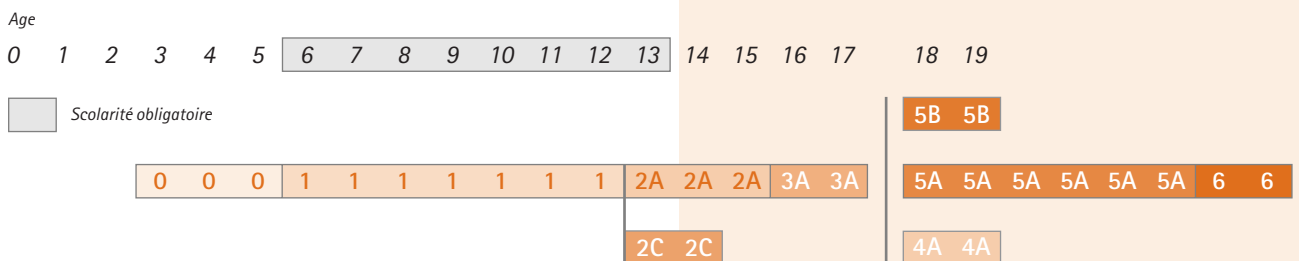 Age
0 1 2 3 4 5 6 7 8 9 10 11 12 13 14 15 16 17 18 19
Scolarité obligatoire
5B 5B
0 0 0 1 1 1 1 1 1 1 2A 2A 2A 3A 3A 5A 5A 5A 5A 5A 5A 6 6
2C 2C 4A 4A